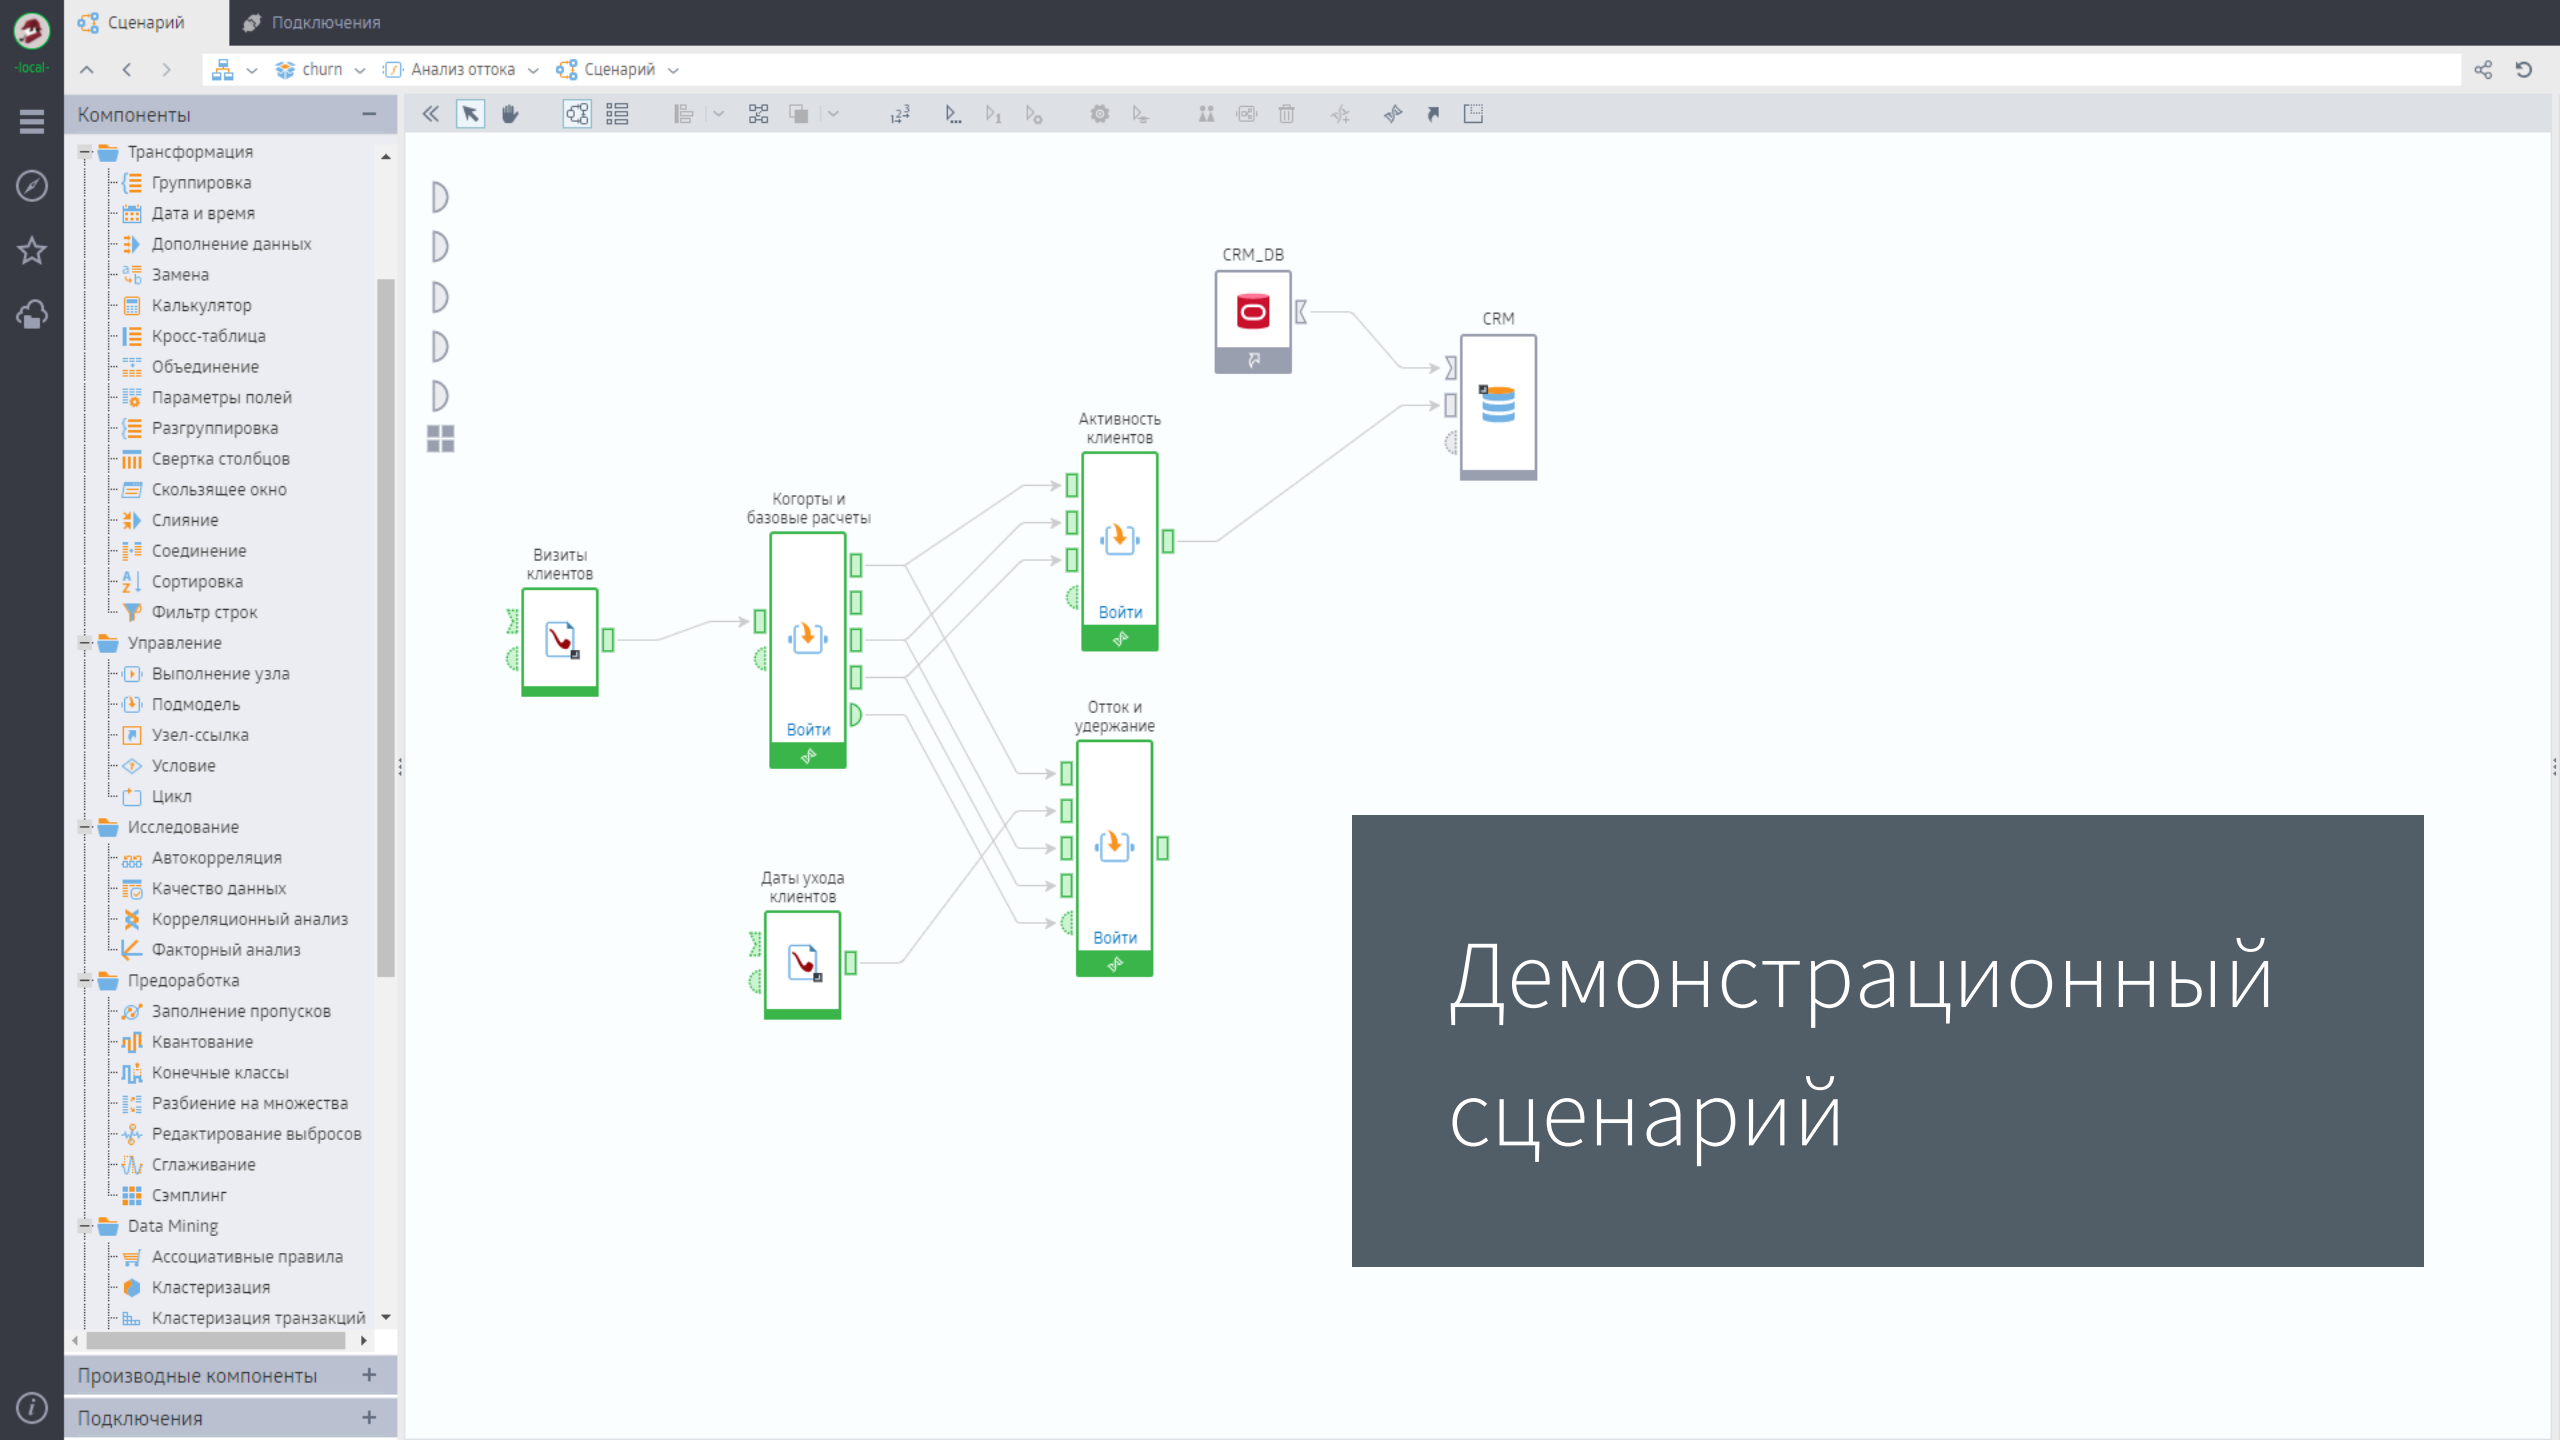 Сценарий
Подключения
-local-
churn
Анализ оттока
Сценарий
Компоненты
Трансформация
Группировка
Дата и время
Дополнение данных
Замена
Калькулятор
Кросс-таблица
Объединение
Параметры полей
Разгруппировка
Свертка столбцов
Скользящее окно
Слияние
Соединение
Сортировка
Фильтр строк
Управление
Выполнение узла
Подмодель
Узел-ссылка
Условие
Цикл
Исследование
Автокорреляция
Качество данных
Корреляционный анализ
Факторный анализ
Предоработка
Заполнение пропусков
Квантование
Конечные классы
Разбиение на множества
Редактирование выбросов
Сглаживание
Сэмплинг
Data Mining
Ассоциативные правила
Кластеризация
Кластеризация транзакций
Производные компоненты
Подключения
CRM_DB
CRM
Активность
клиентов
Войти
Когорты и
базовые расчеты
Войти
Визиты
клиентов
Отток и
удержание
Войти
Даты ухода
клиентов
Демонстрационный
сценарий